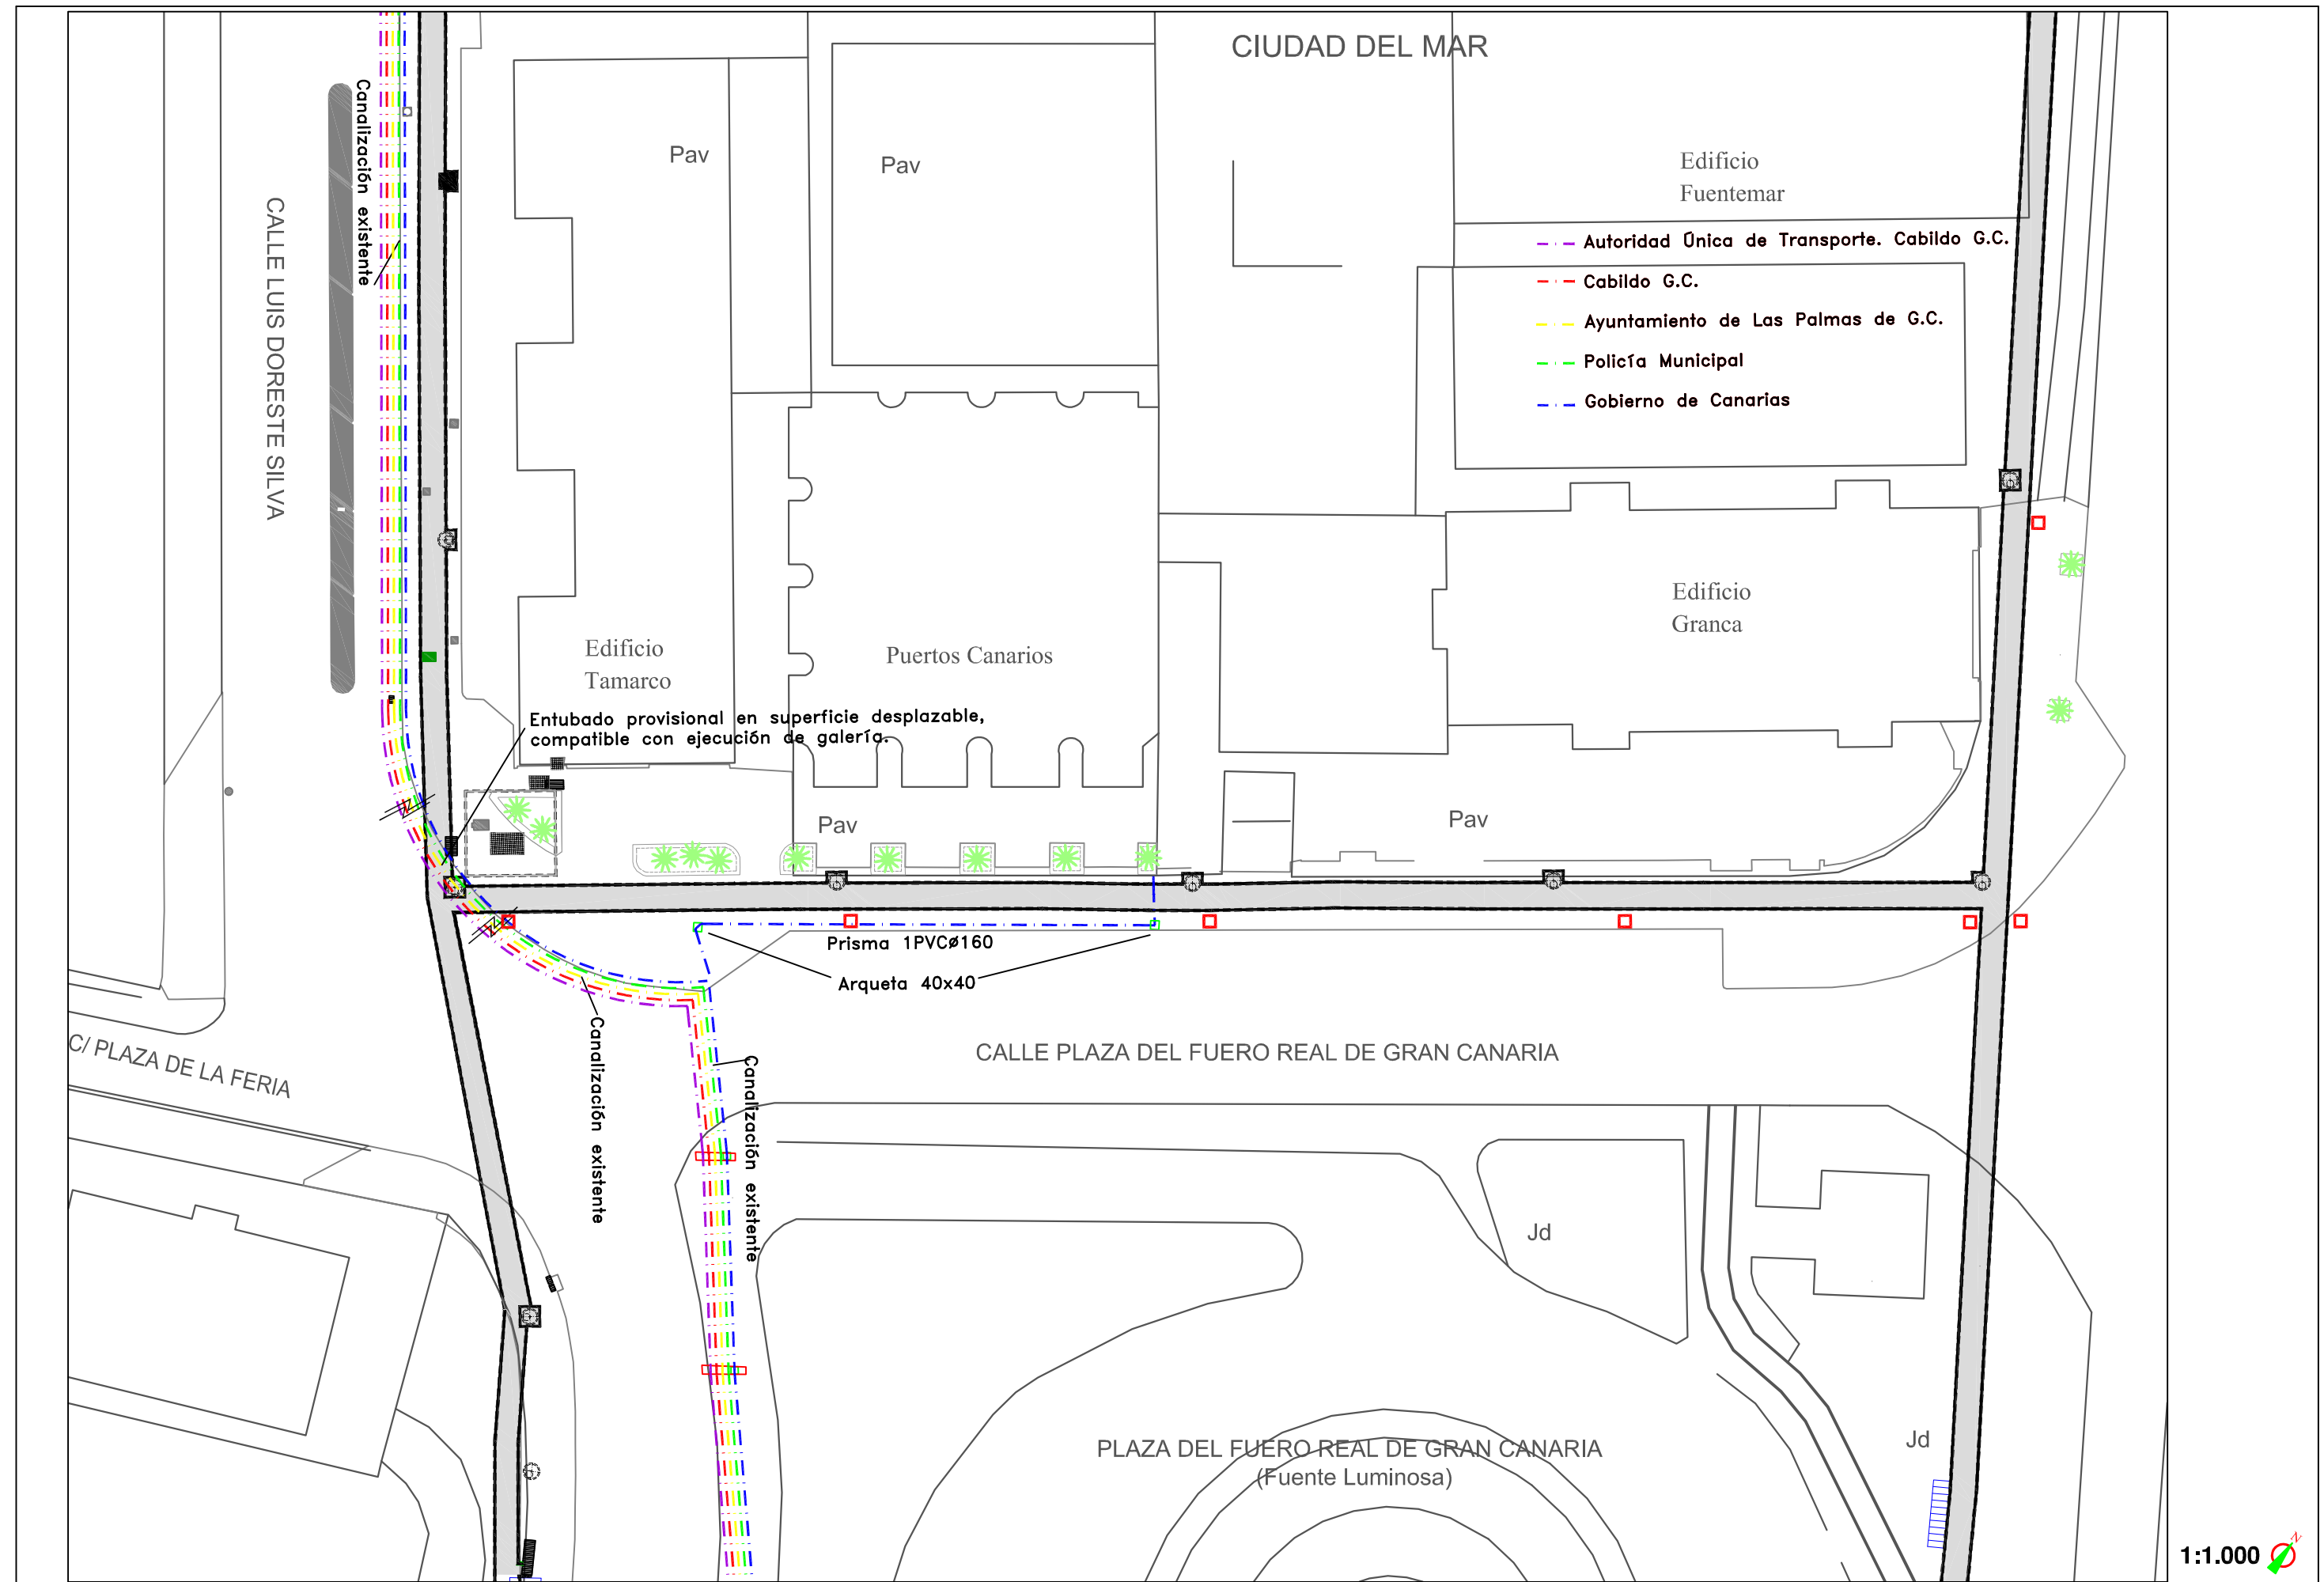 CIUDAD DEL MAR
Canalización existente
CALLE LUIS DORESTE SILVA
Pav
Pav
Edificio
Fuentemar
Autoridad Única de Transporte. Cabildo G.C.
Cabildo G.C.
Ayuntamiento de Las Palmas de G.C.
Policía Municipal
Gobierno de Canarias
Edificio
Granca
Edificio
Tamarco
Puertos Canarios
Entubado provisional en superficie desplazable,
compatible con ejecución de galería.
Pav
Pav
Prisma 1PVCø160
Arqueta 40x40
Canalización existente
Canalización existente
C/ PLAZA DE LA FERIA
CALLE PLAZA DEL FUERO REAL DE GRAN CANARIA
Jd
Jd
PLAZA DEL FUERO REAL DE GRAN CANARIA
(Fuente Luminosa)
1:1.000
N